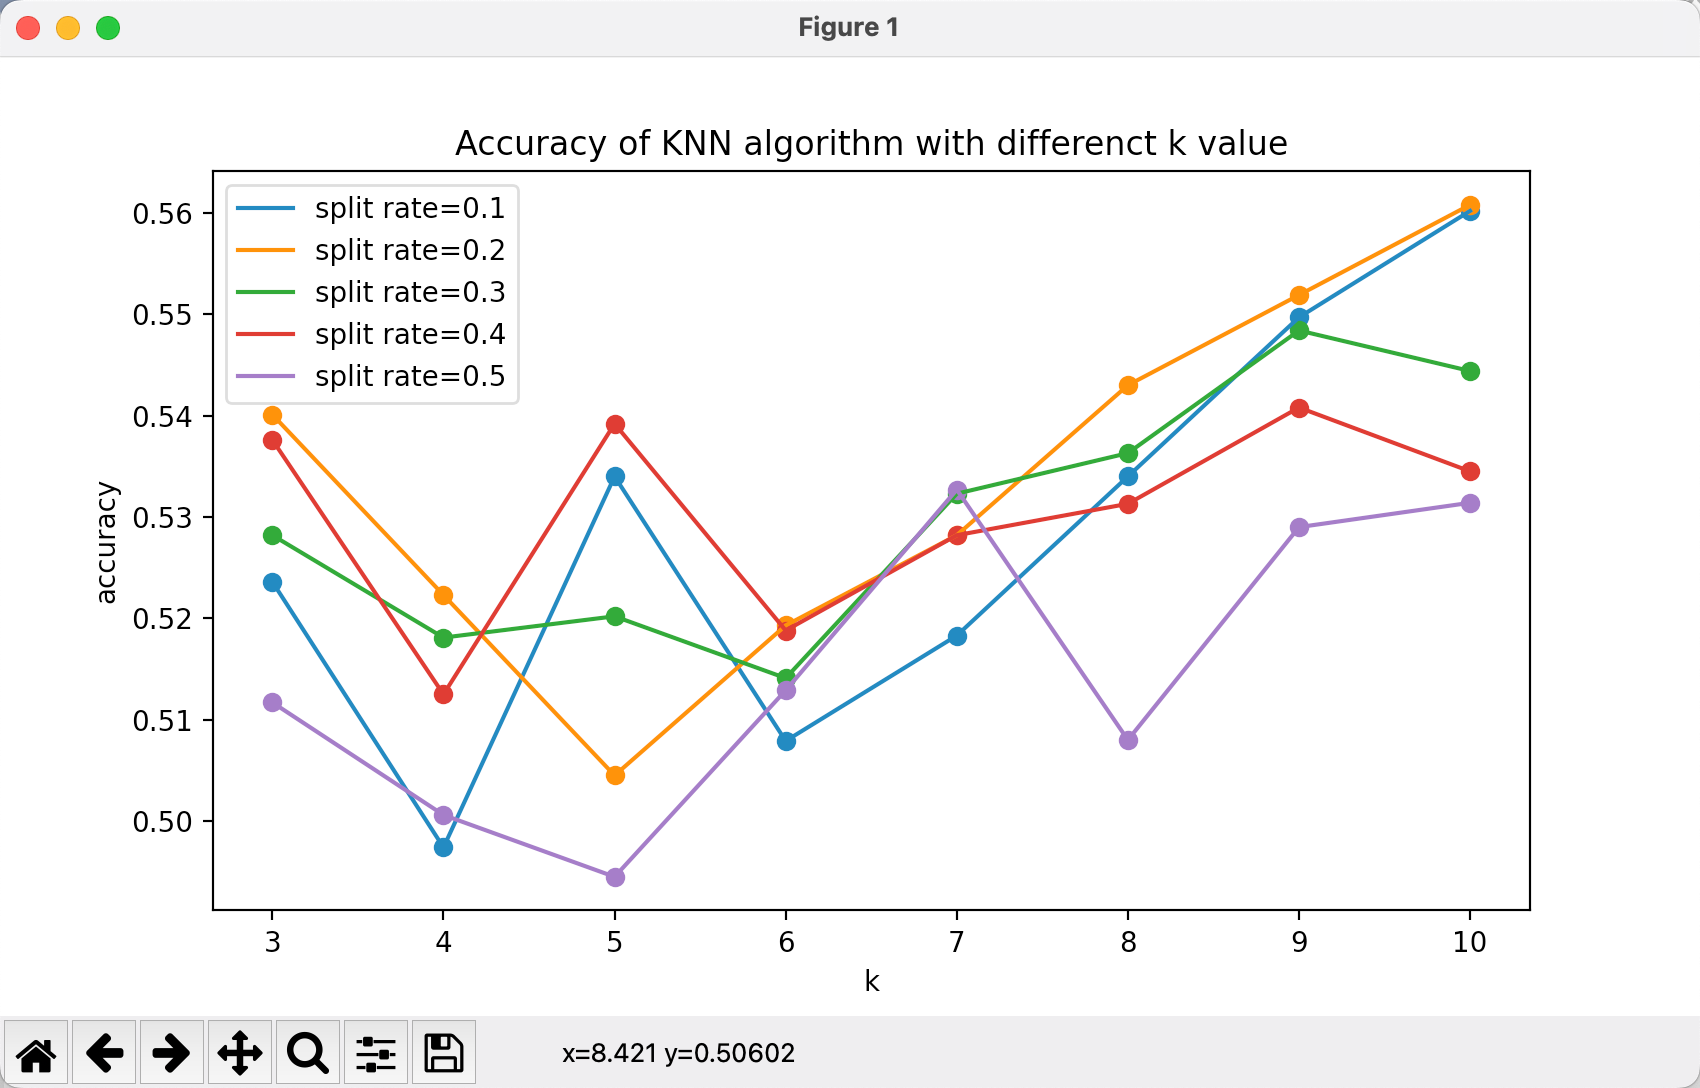 Figure 1
Accuracy of KNN algorithm with differenct k value
split rate=0.1
split rate=0.2
split rate=0.3
split rate=0.4
split rate=0.5
0.56
0.55
0.54
0.53
0.52
0.51
0.50
accuracy
3 4 5 6 7 8 9 10
k
x=8.421 y=0.50602